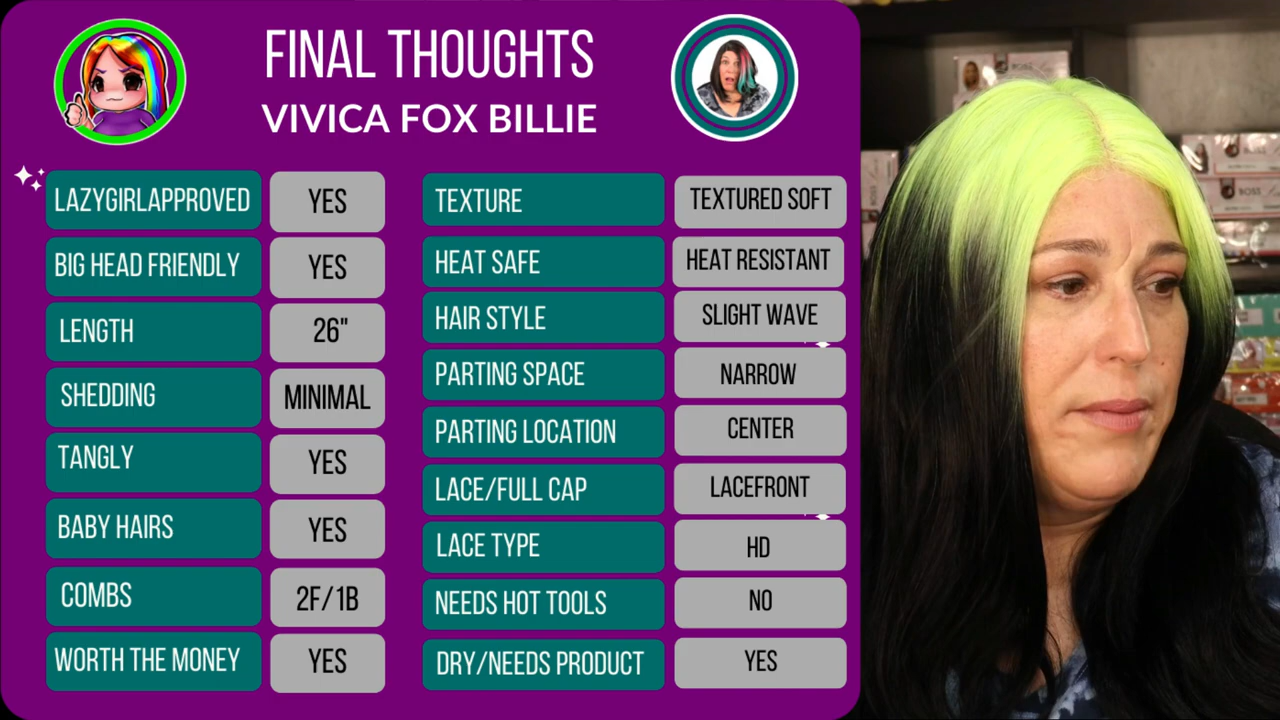 FINAL THOUGHTS
VIVICA FOX BILLIE
LAZYGIRLAPPROVED YES
BIG HEAD FRIENDLY YES
LENGTH 26"
SHEDDING MINIMAL
TANGLY YES
BABY HAIRS YES
COMBS 2F/1B
WORTH THE MONEY YES
TEXTURE TEXTURED SOFT
HEAT SAFE HEAT RESISTANT
HAIR STYLE SLIGHT WAVE
PARTING SPACE NARROW
PARTING LOCATION CENTER
LACE/FULL CAP LACEFRONT
LACE TYPE HD
NEEDS HOT TOOLS NO
DRY/NEEDS PRODUCT YES
BOSS
BOSS